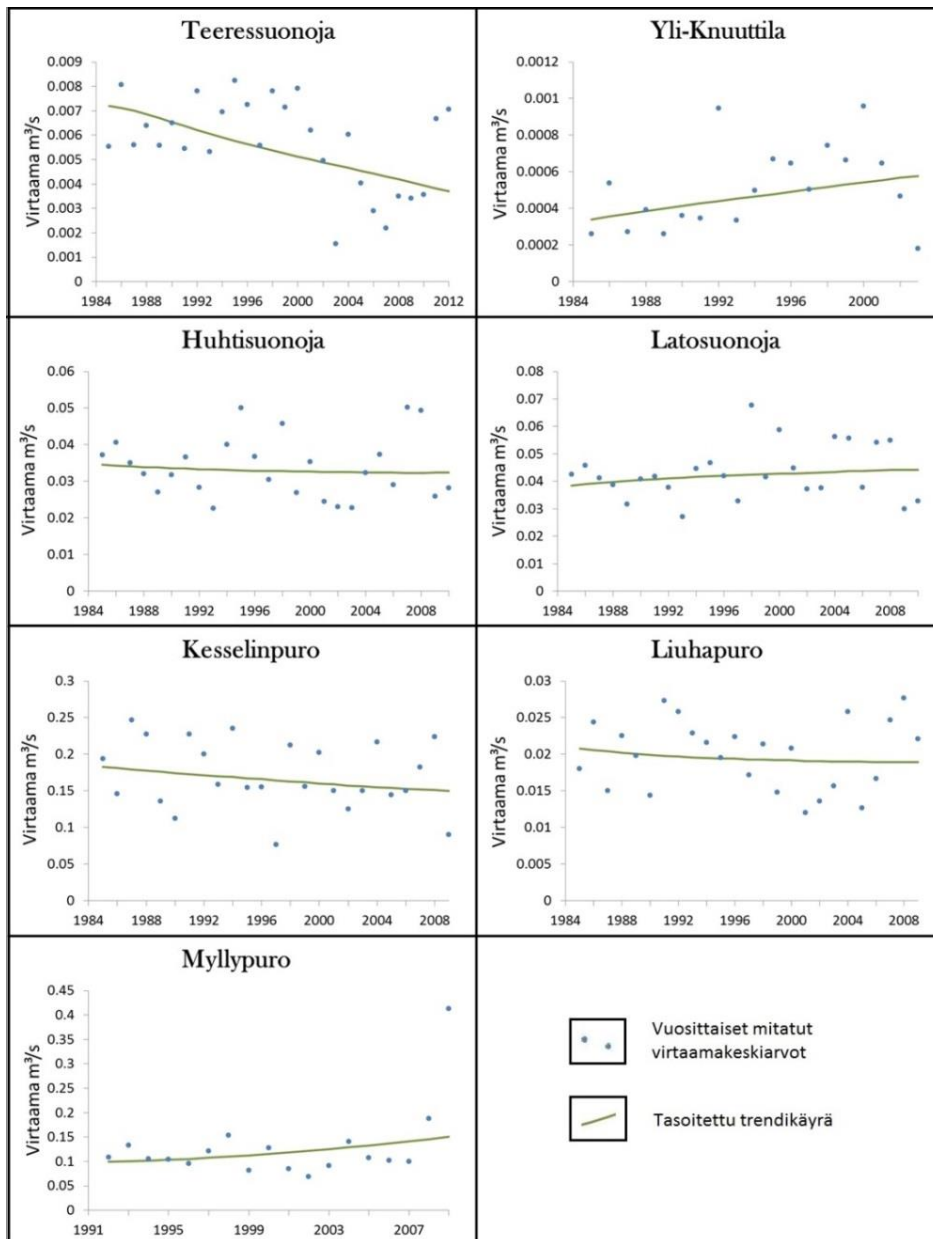 Teeressuonoja
Virtaama m³/s
0.009
0.008
0.007
0.006
0.005
0.004
0.003
0.002
0.001
0
1984 1988 1992 1996 2000 2004 2008 2012
Yli-Knuuttila
Virtaama m³/s
0.0012
0.001
0.0008
0.0006
0.0004
0.0002
0
1984 1988 1992 1996 2000
Huhtisuonoja
Virtaama m³/s
0.06
0.05
0.04
0.03
0.02
0.01
0
1984 1988 1992 1996 2000 2004 2008
Latosuonoja
Virtaama m³/s
0.08
0.07
0.06
0.05
0.04
0.03
0.02
0.01
0
1984 1988 1992 1996 2000 2004 2008
Kesselinpuro
Virtaama m³/s
0.3
0.25
0.2
0.15
0.1
0.05
0
1984 1988 1992 1996 2000 2004 2008
Liuhapuro
Virtaama m³/s
0.03
0.025
0.02
0.015
0.01
0.005
0
1984 1988 1992 1996 2000 2004 2008
Myllypuro
Virtaama m³/s
0.45
0.4
0.35
0.3
0.25
0.2
0.15
0.1
0.05
0
1991 1995 1999 2003 2007
Vuosittaiset mitatut
virtaamakeskiarvot
Tasoitettu trendikäyrä